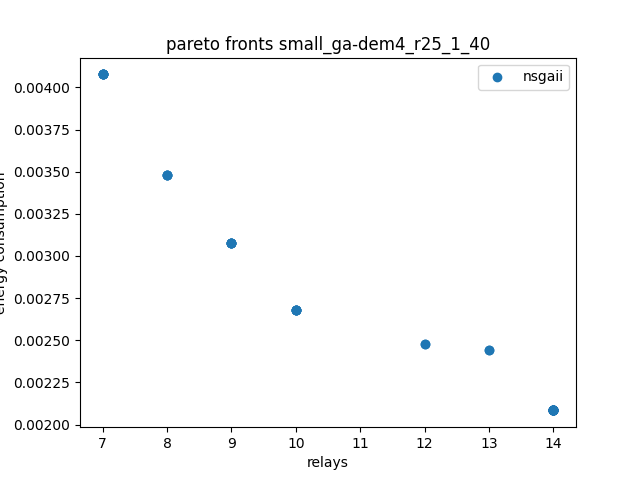 pareto fronts small_ga-dem4_r25_1_40
nsgaii
0.00400
0.00375
0.00350
0.00325
0.00300
0.00275
0.00250
0.00225
0.00200
energy consumption
7 8 9 10 11 12 13 14
relays